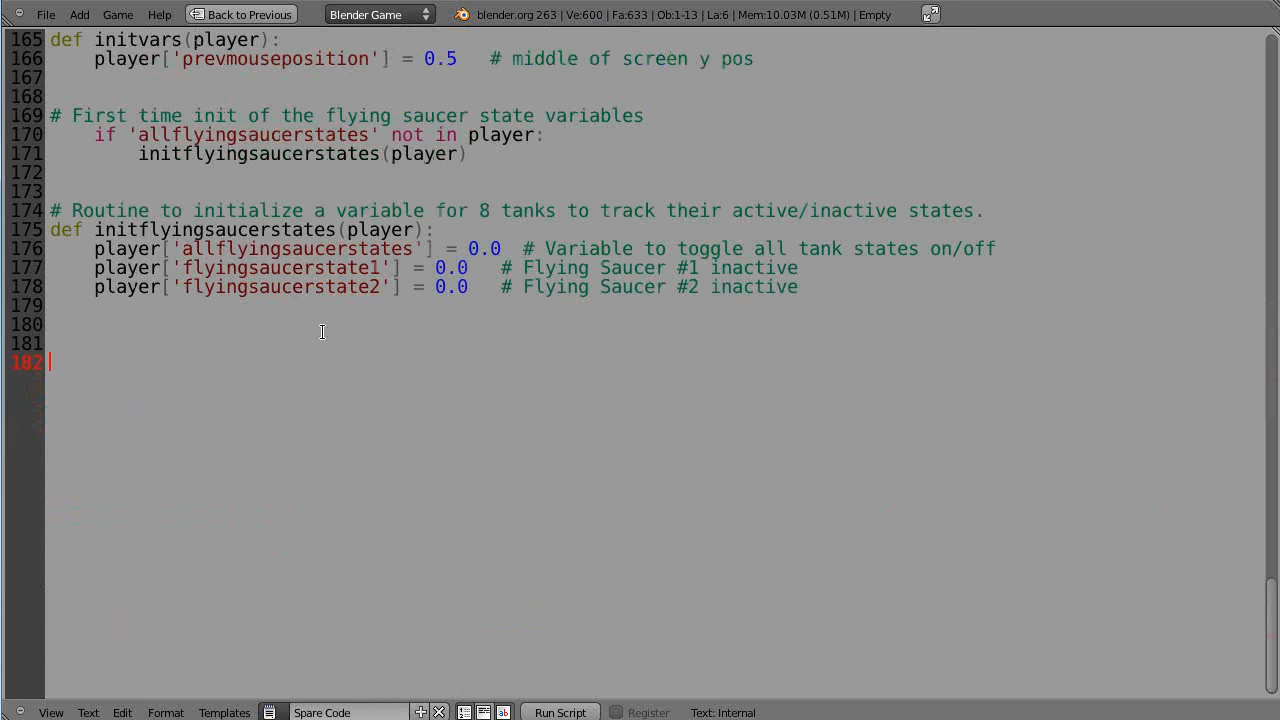 File Add Game Render Help Back to Previous Blender Game blender.org 263 | Ve:600 | Fa:633 | Ob:1-13 | La:6 | Mem:10.03M (0.51M) | Empty
165 def initvars(player):
166     player['prevmouseposition'] = 0.5   # middle of screen y pos
167
168
169 # First time init of the flying saucer state variables
170     if 'allflyingsaucerstates' not in player:
171         initflyingsaucerstates(player)
172
173
174 # Routine to initialize a variable for 8 tanks to track their active/inactive states.
175 def initflyingsaucerstates(player):
176     player['allflyingsaucerstates'] = 0.0  # Variable to toggle all tank states on/off
177     player['flyingsaucerstate1'] = 0.0   # Flying Saucer #1 inactive
178     player['flyingsaucerstate2'] = 0.0   # Flying Saucer #2 inactive
179
180
181
182
View Text Edit Format Templates Spare Code Run Script Register Text: Internal